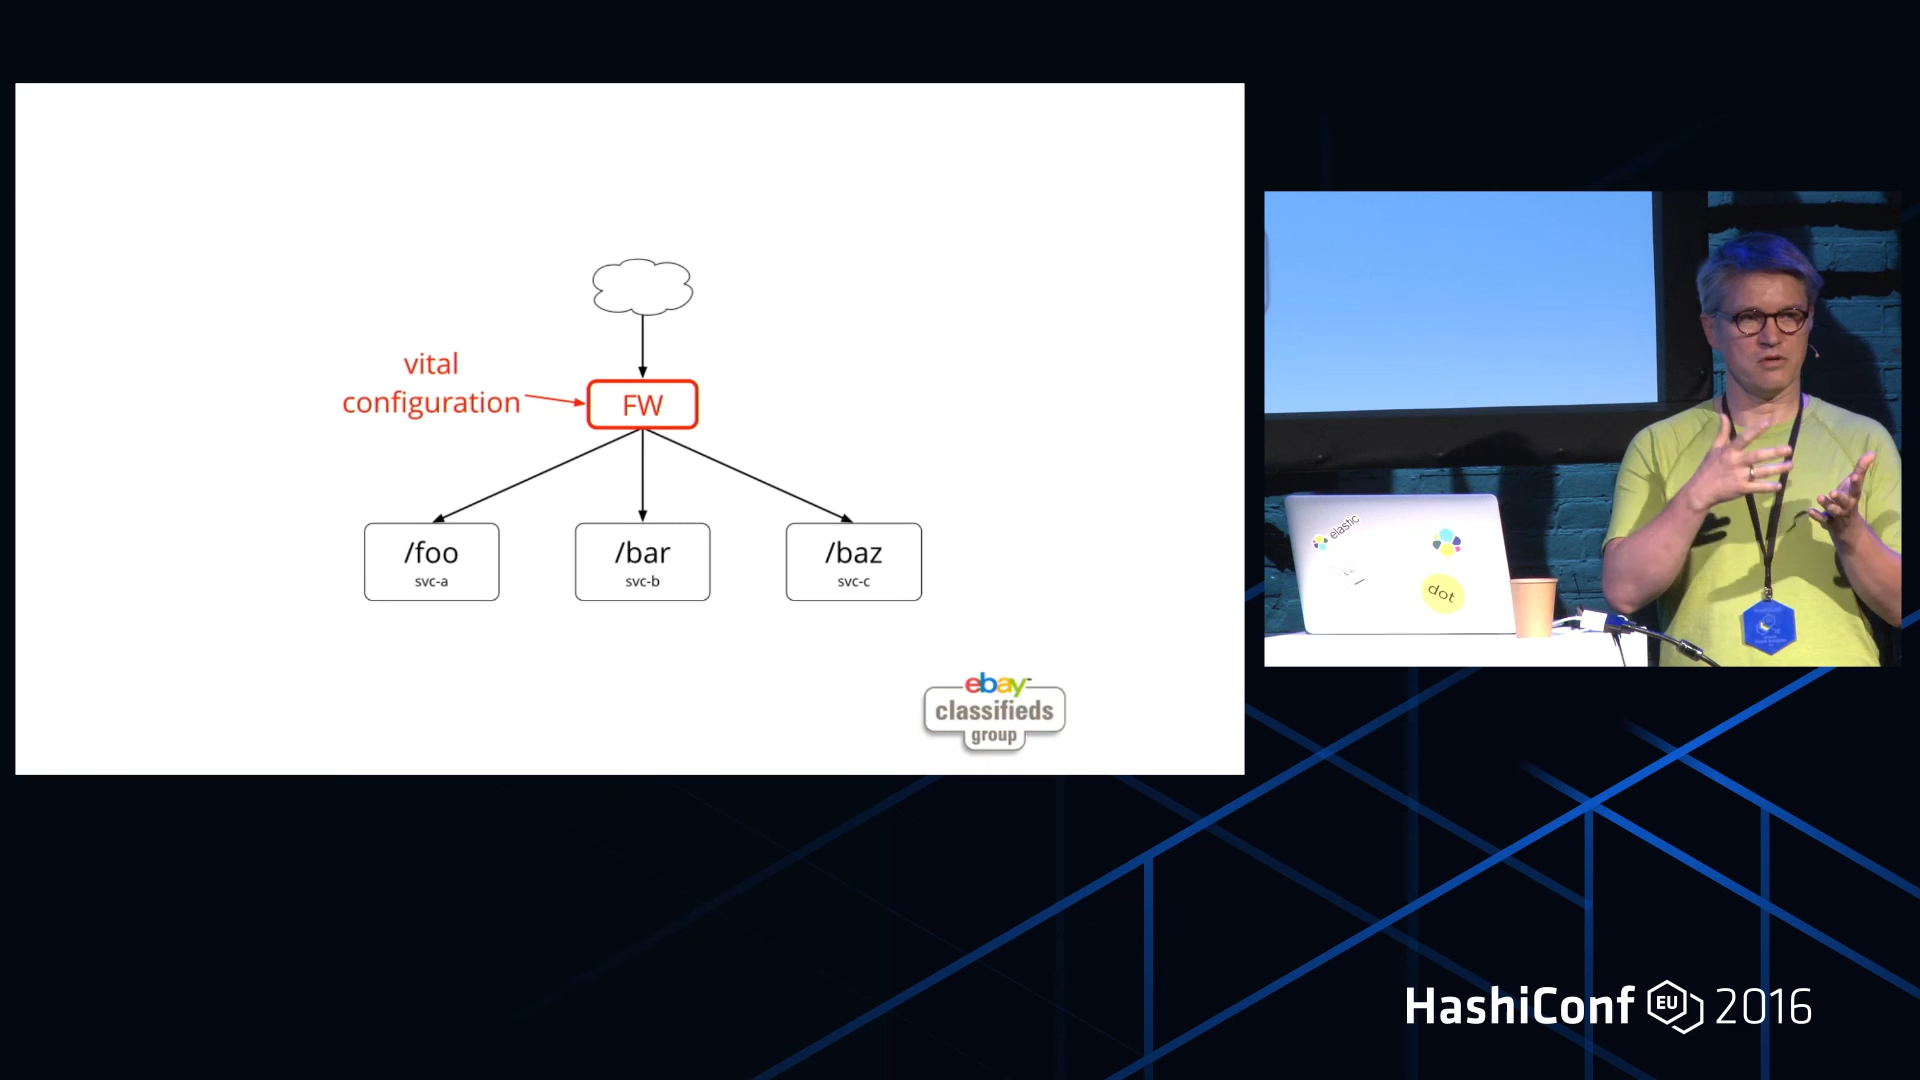 vital
configuration
FW
/foo
svc-a
/bar
svc-b
/baz
svc-c
ebay
classifieds
group
elastic
dot
HashiConf EU 2016